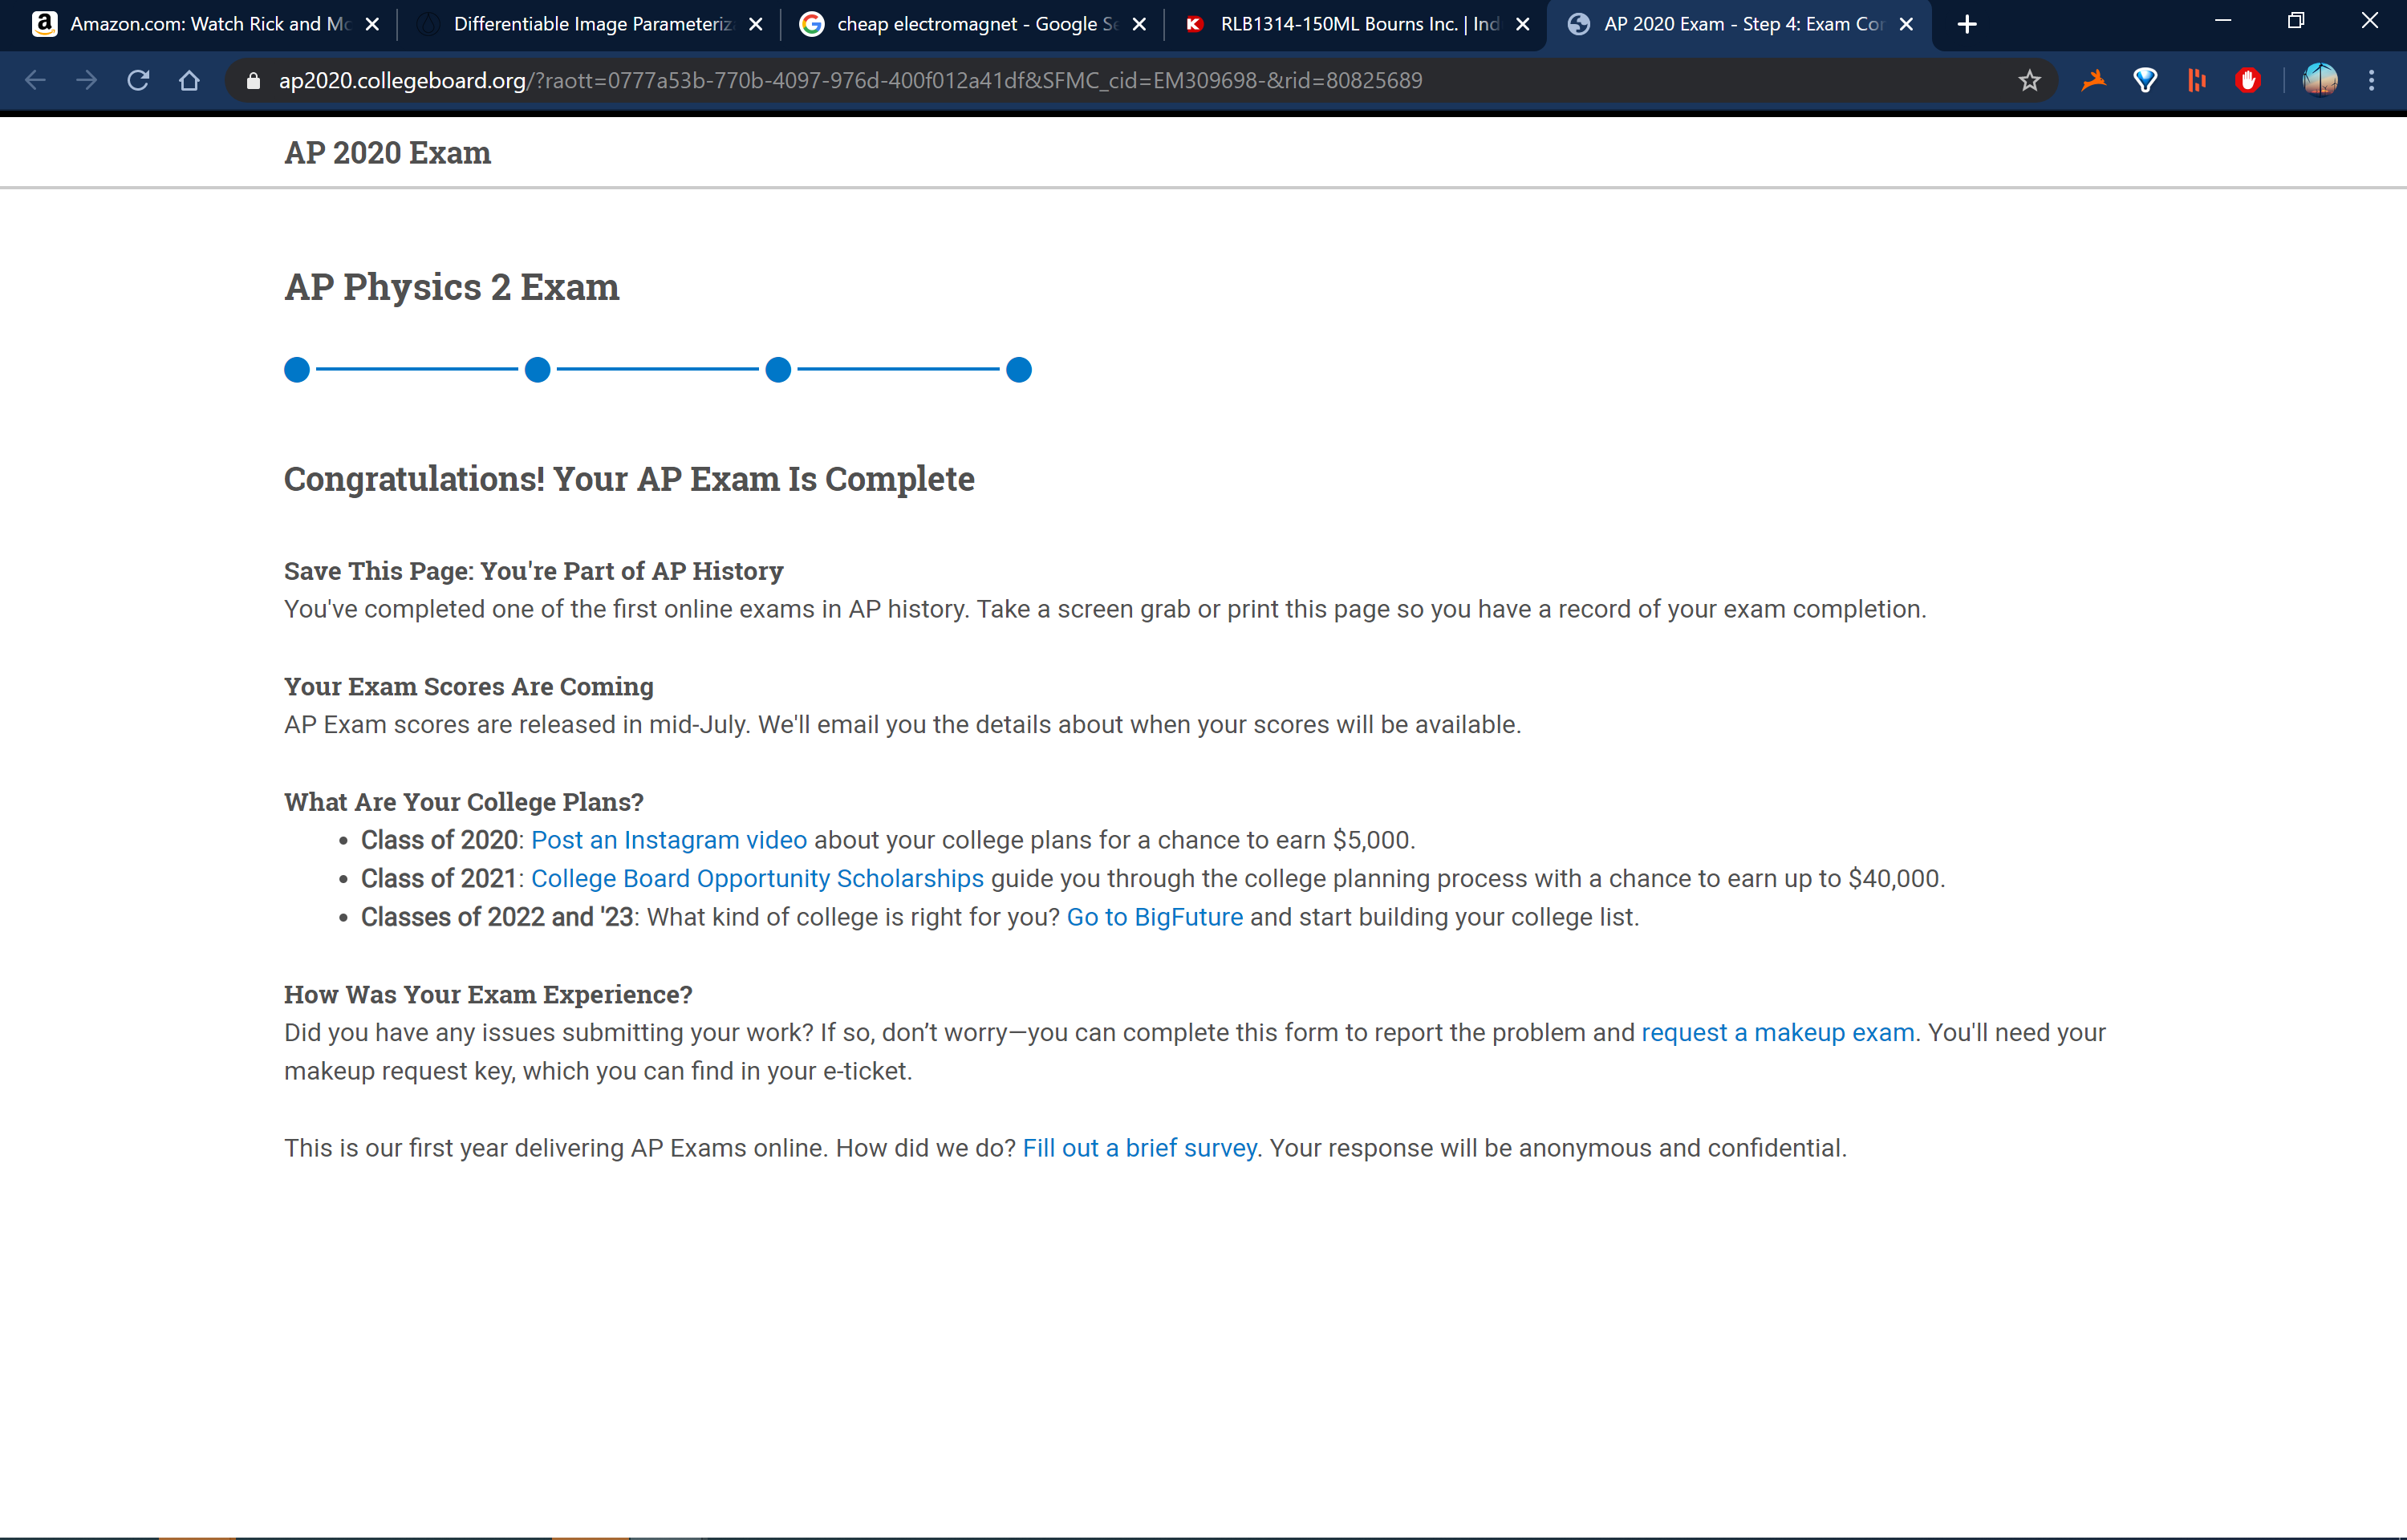 Amazon.com: Watch Rick and Mo
Differentiable Image Parameteriza
cheap electromagnet - Google Se
RLB1314-150ML Bourns Inc. | Ind
AP 2020 Exam - Step 4: Exam Con
ap2020.collegeboard.org/?raott=0777a53b-770b-4097-976d-400f012a41df&SFMC_cid=EM309698-&rid=80825689
AP 2020 Exam
AP Physics 2 Exam
Congratulations! Your AP Exam Is Complete
Save This Page: You're Part of AP History
You've completed one of the first online exams in AP history. Take a screen grab or print this page so you have a record of your exam completion.
Your Exam Scores Are Coming
AP Exam scores are released in mid-July. We'll email you the details about when your scores will be available.
What Are Your College Plans?
• Class of 2020: Post an Instagram video about your college plans for a chance to earn $5,000.
• Class of 2021: College Board Opportunity Scholarships guide you through the college planning process with a chance to earn up to $40,000.
• Classes of 2022 and '23: What kind of college is right for you? Go to BigFuture and start building your college list.
How Was Your Exam Experience?
Did you have any issues submitting your work? If so, don’t worry—you can complete this form to report the problem and request a makeup exam. You'll need your
makeup request key, which you can find in your e-ticket.
This is our first year delivering AP Exams online. How did we do? Fill out a brief survey. Your response will be anonymous and confidential.